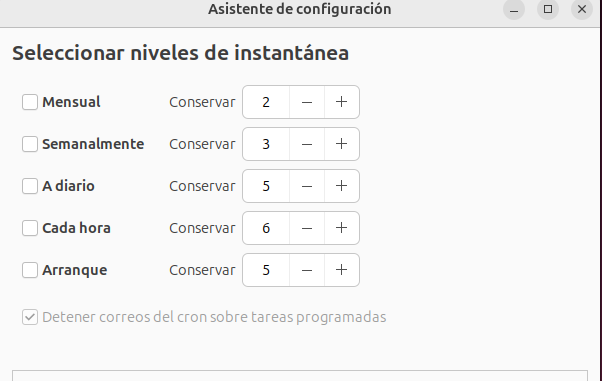 Asistente de configuración
Seleccionar niveles de instantánea
Mensual Conservar 2 − +
Semanalmente Conservar 3 − +
A diario Conservar 5 − +
Cada hora Conservar 6 − +
Arranque Conservar 5 − +
Detener correos del cron sobre tareas programadas